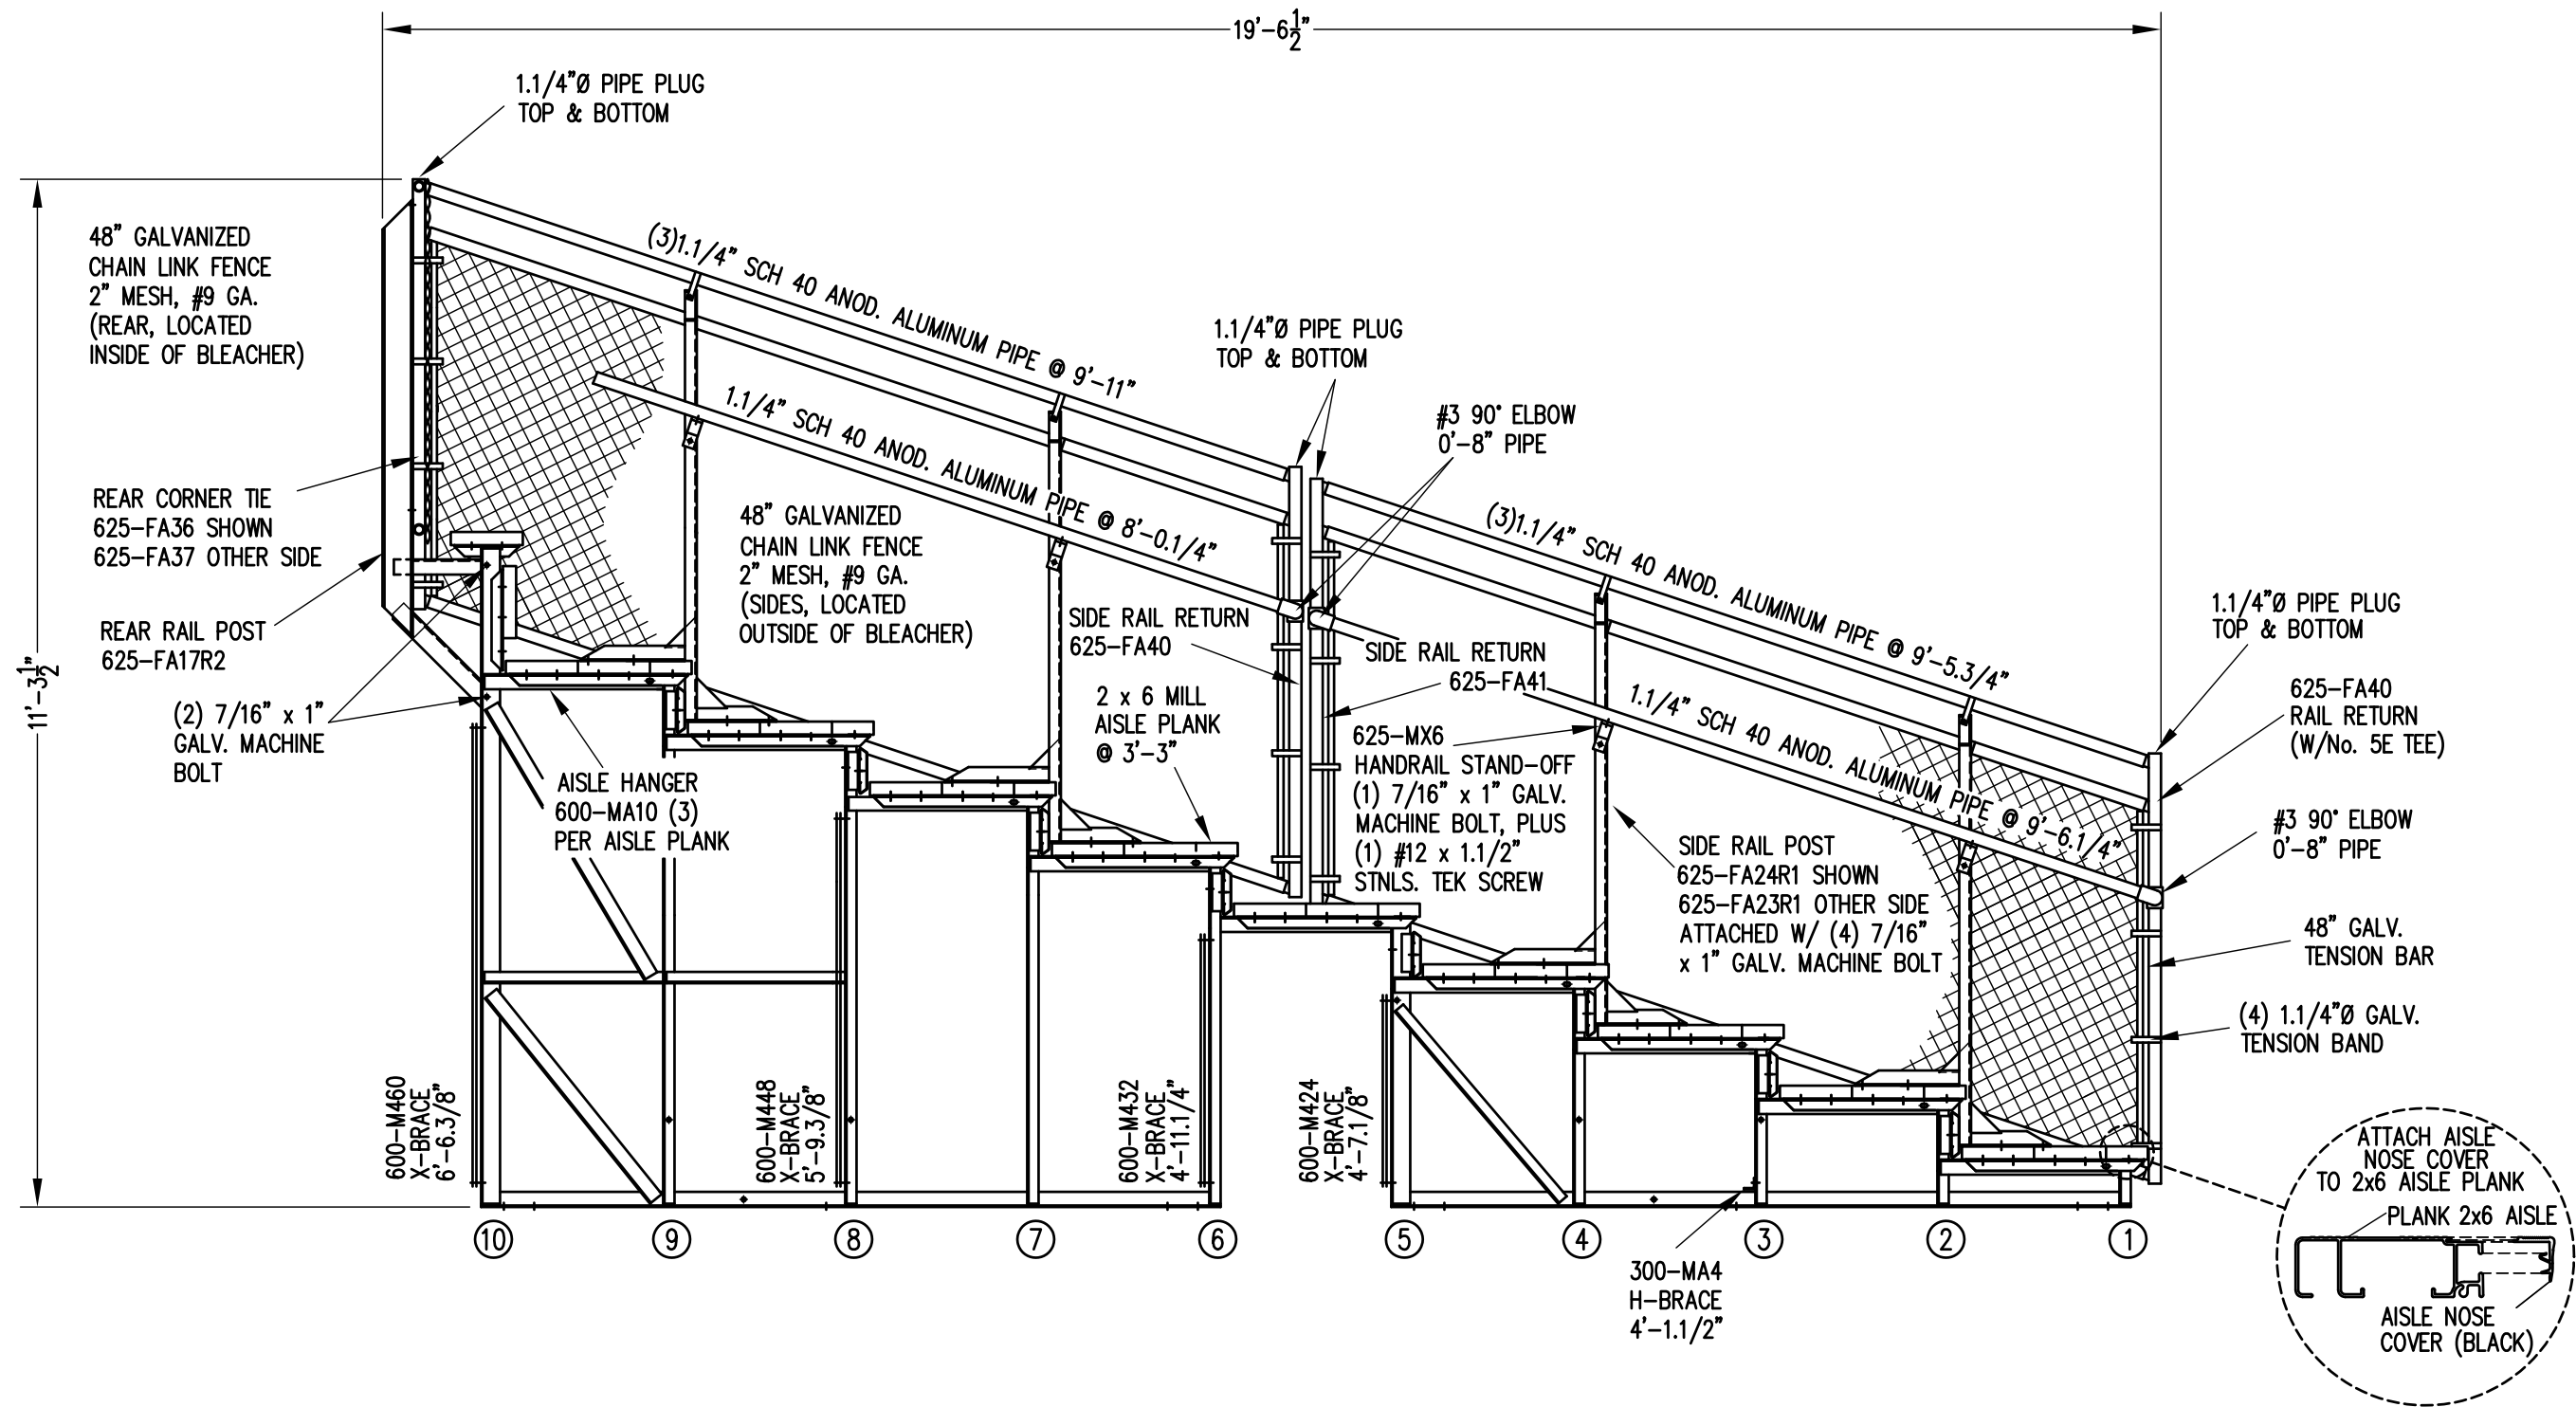 19'-6 1/2"
1.1/4"Ø PIPE PLUG
TOP & BOTTOM
48" GALVANIZED
CHAIN LINK FENCE
2" MESH, #9 GA.
(REAR, LOCATED
INSIDE OF BLEACHER)
(3)1.1/4" SCH 40 ANOD. ALUMINUM PIPE @ 9'-11"
1.1/4" SCH 40 ANOD. ALUMINUM PIPE @ 8'-0.1/4"
1.1/4"Ø PIPE PLUG
TOP & BOTTOM
#3 90° ELBOW
0'-8" PIPE
REAR CORNER TIE
625-FA36 SHOWN
625-FA37 OTHER SIDE
REAR RAIL POST
625-FA17R2
11'-3 1/2"
(2) 7/16" x 1"
GALV. MACHINE
BOLT
48" GALVANIZED
CHAIN LINK FENCE
2" MESH, #9 GA.
(SIDES, LOCATED
OUTSIDE OF BLEACHER)
AISLE HANGER
600-MA10 (3)
PER AISLE PLANK
SIDE RAIL RETURN
625-FA40
2 x 6 MILL
AISLE PLANK
@ 3'-3"
SIDE RAIL RETURN
625-FA41
(3)1.1/4" SCH 40 ANOD. ALUMINUM PIPE @ 9'-5.3/4"
1.1/4" SCH 40 ANOD. ALUMINUM PIPE @ 9'-6.1/4"
625-MX6
HANDRAIL STAND-OFF
(1) 7/16" x 1" GALV.
MACHINE BOLT, PLUS
(1) #12 x 1.1/2"
STNLS. TEK SCREW
SIDE RAIL POST
625-FA24R1 SHOWN
625-FA23R1 OTHER SIDE
ATTACHED W/ (4) 7/16"
x 1" GALV. MACHINE BOLT
1.1/4"Ø PIPE PLUG
TOP & BOTTOM
625-FA40
RAIL RETURN
(W/No. 5E TEE)
#3 90° ELBOW
0'-8" PIPE
48" GALV.
TENSION BAR
(4) 1.1/4"Ø GALV.
TENSION BAND
600-M460
X-BRACE
6'-6.3/8"
600-M448
X-BRACE
5'-9.3/8"
600-M432
X-BRACE
4'-11.1/4"
600-M424
X-BRACE
4'-7.1/8"
10 9 8 7 6 5 4 3 2 1
300-MA4
H-BRACE
4'-1.1/2"
ATTACH AISLE
NOSE COVER
TO 2x6 AISLE PLANK
PLANK 2x6 AISLE
AISLE NOSE
COVER (BLACK)